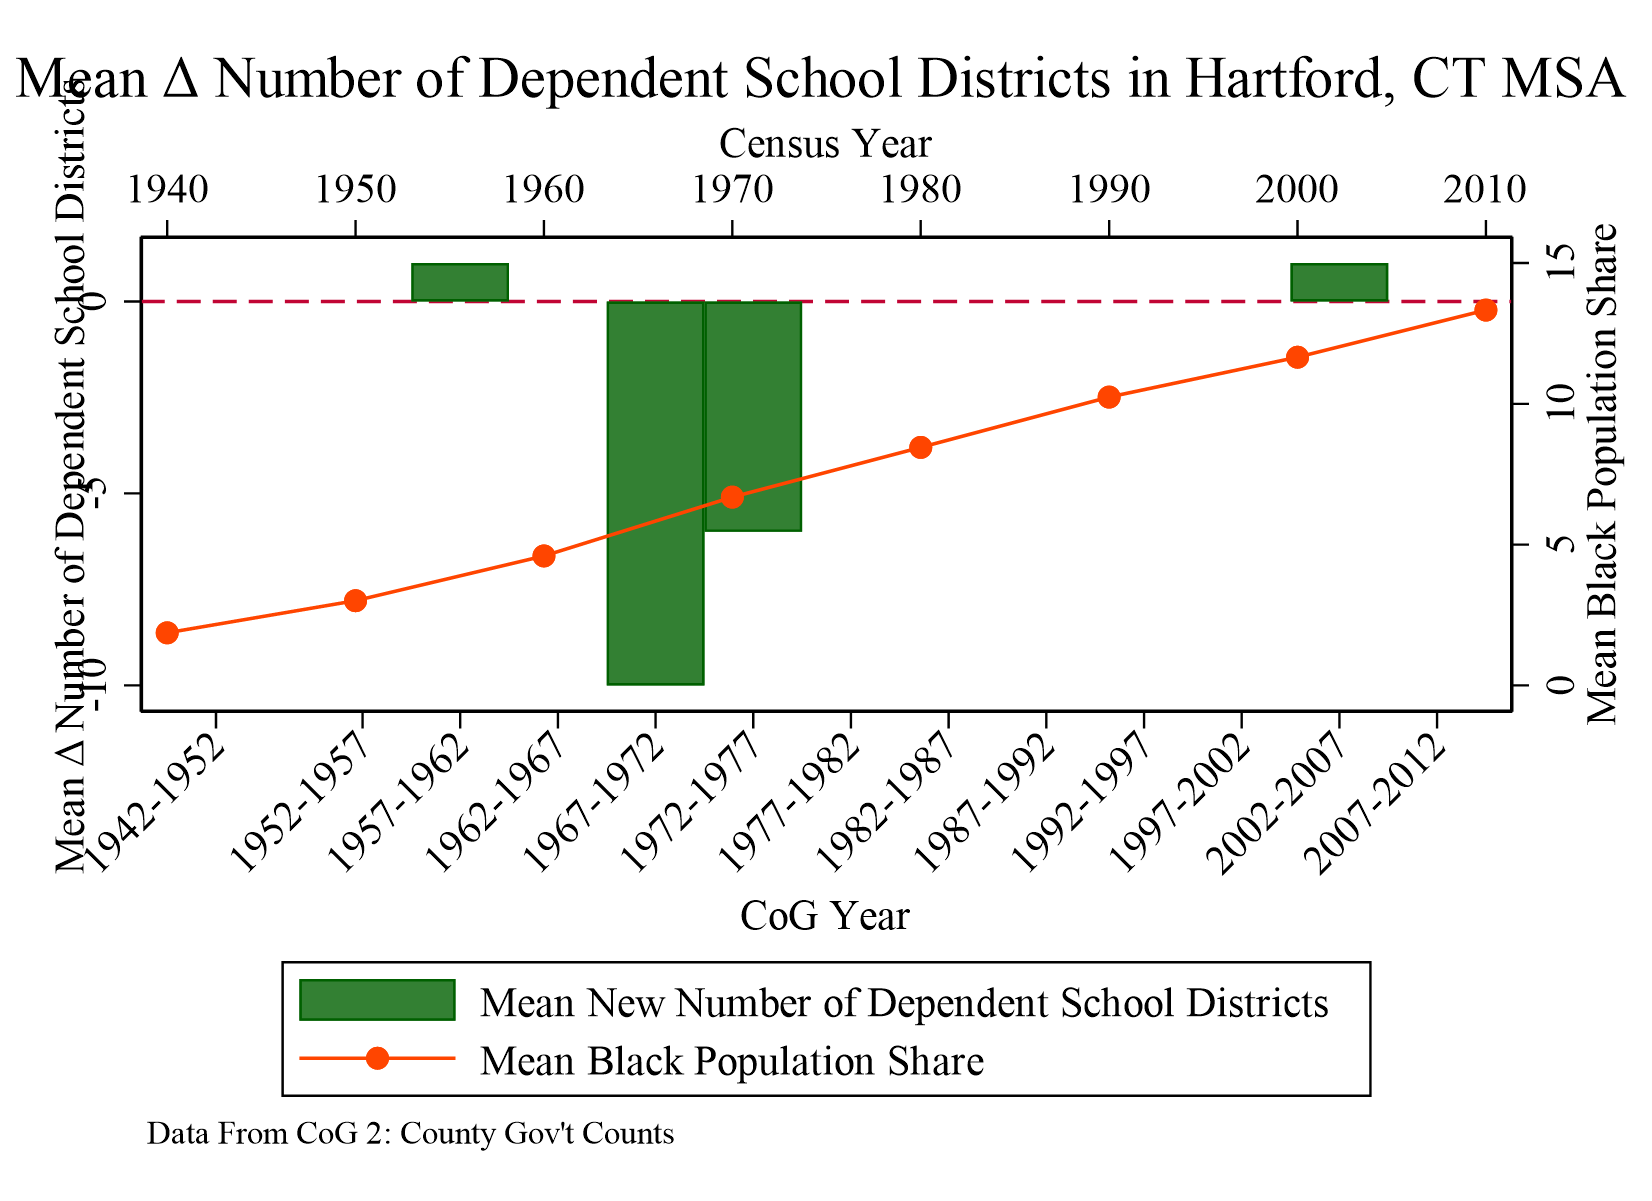 Mean Δ Number of Dependent School Districts in Hartford, CT MSA
Census Year
1940 1950 1960 1970 1980 1990 2000 2010
Mean Δ Number of Dependent School Districts
0
-5
-10
15
10
5
0
Mean Black Population Share
1942-1952 1952-1957 1957-1962 1962-1967 1967-1972 1972-1977 1977-1982 1982-1987 1987-1992 1992-1997 1997-2002 2002-2007 2007-2012
CoG Year
Mean New Number of Dependent School Districts
Mean Black Population Share
Data From CoG 2: County Gov't Counts